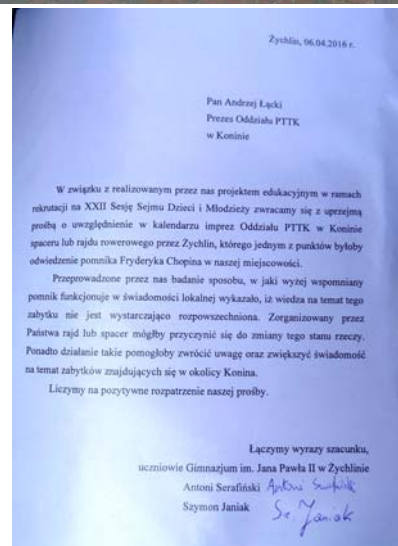 Żychlin, 06.04.2016 r.
Pan Andrzej Łącki
Prezes Oddziału PTTK
w Koninie
W związku z realizowanym przez nas projektem edukacyjnym w ramach
rekrutacji na XXII Sesję Sejmu Dzieci i Młodzieży zwracamy się z uprzejmą
prośbą o uwzględnienie w kalendarzu imprez Oddziału PTTK w Koninie
spaceru lub rajdu rowerowego przez Żychlin, którego jednym z punktów byłoby
odwiedzenie pomnika Fryderyka Chopina w naszej miejscowości.
Przeprowadzone przez nas badanie sposobu, w jaki wyżej wspomniany
pomnik funkcjonuje w świadomości lokalnej wykazało, iż wiedza na temat tego
zabytku nie jest wystarczająco rozpowszechniona. Zorganizowany przez
Państwa rajd lub spacer mógłby przyczynić się do zmiany tego stanu rzeczy.
Ponadto działanie takie pomogłoby zwrócić uwagę oraz zwiększyć świadomość
na temat zabytków znajdujących się w okolicy Konina.
Liczymy na pozytywne rozpatrzenie naszej prośby.
Łączymy wyrazy szacunku,
uczniowie Gimnazjum im. Jana Pawła II w Żychlinie
Antoni Serafiński Antoni Serafiński
Szymon Janiak Sz. Janiak